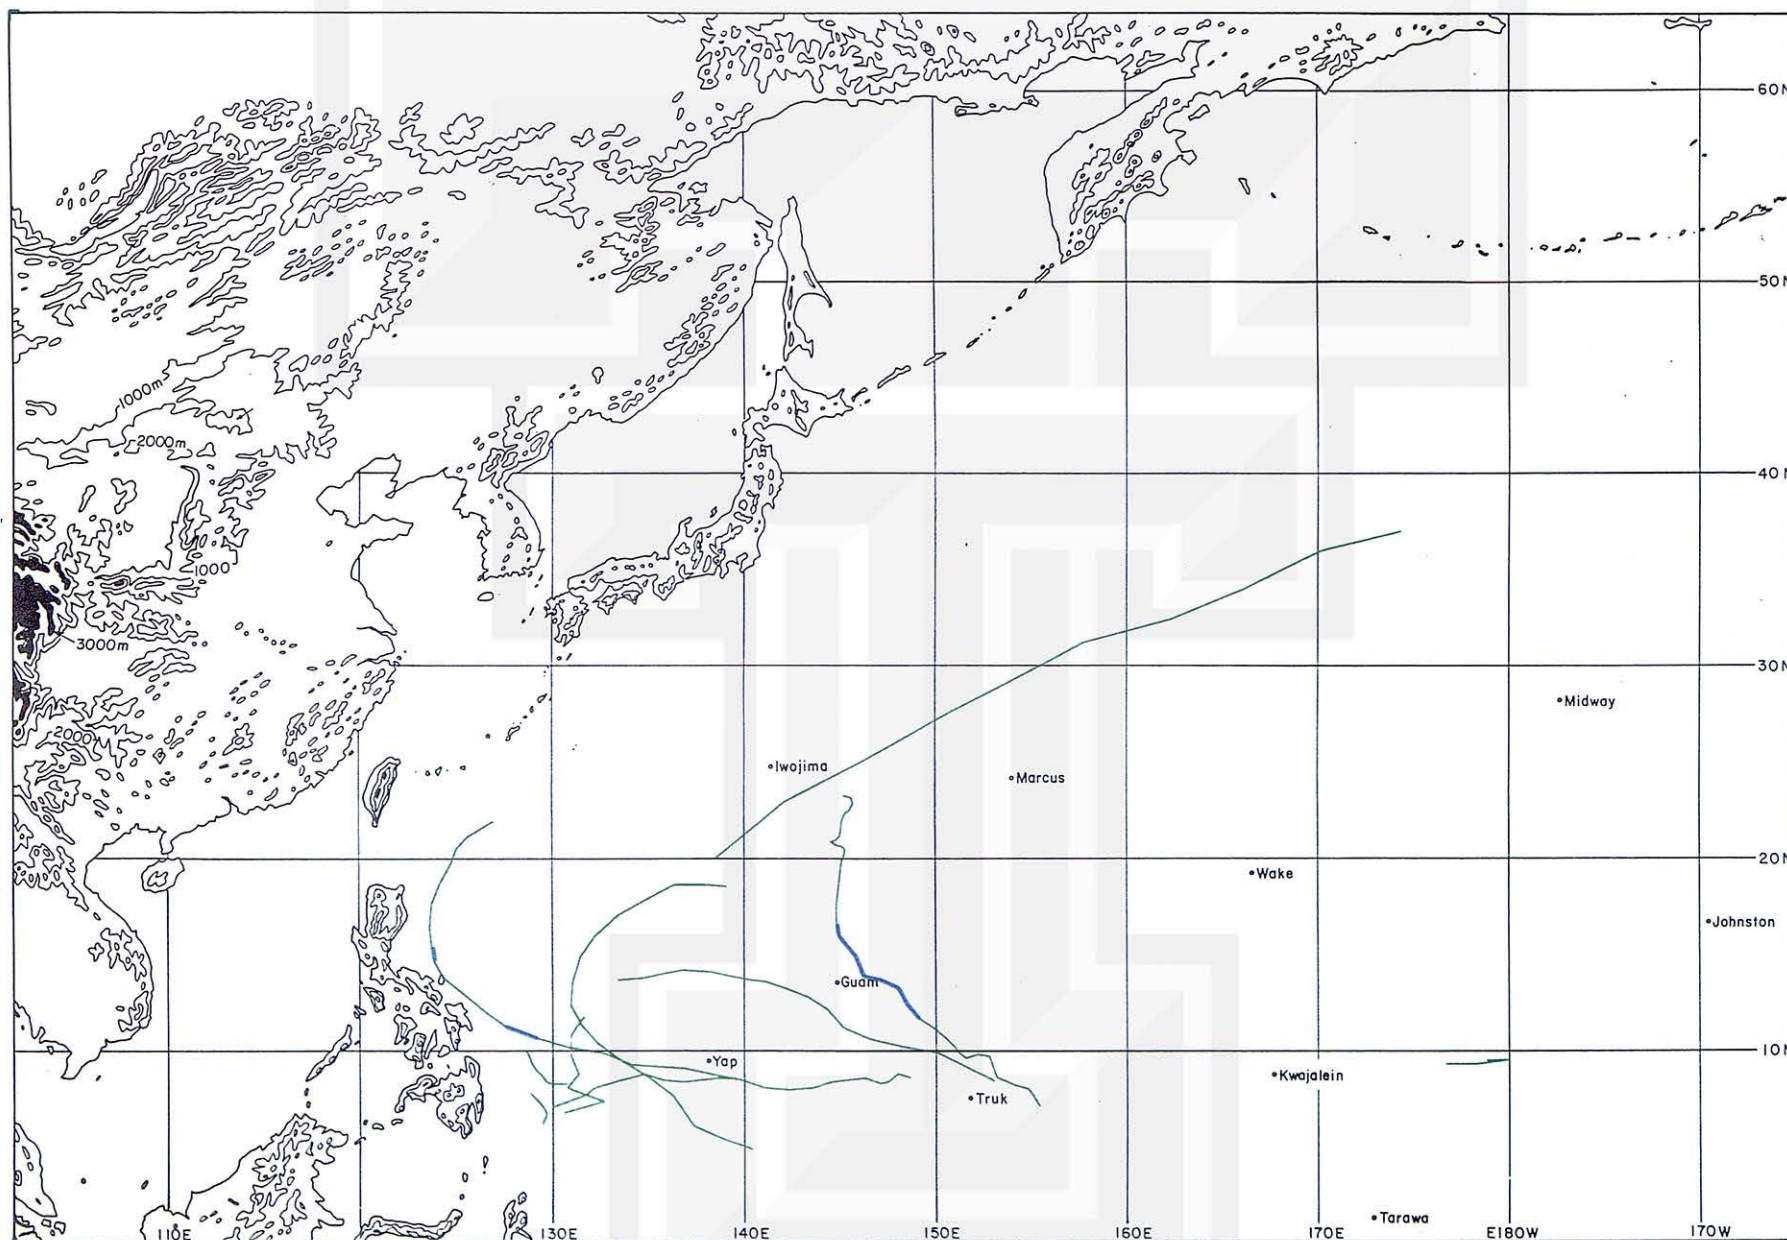 60N
50N
1000m
2000m
40N
1000
3000m
30N
Midway
2000
Iwojima
Marcus
20N
Wake
Johnston
Guam
10N
Yap
Kwajalein
Truk
Tarawa
110E
130E
140E
150E
160E
170E
E180W
170W